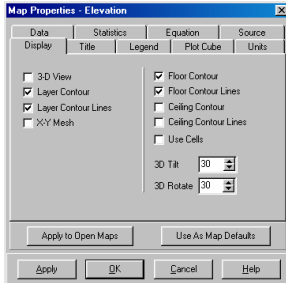 Map Properties - Elevation
Data Statistics Equation Source
Display Title Legend Plot Cube Units
3-D View
Layer Contour
Layer Contour Lines
X-Y Mesh
Floor Contour
Floor Contour Lines
Ceiling Contour
Ceiling Contour Lines
Use Cells
3D Tilt 30
3D Rotate 30
Apply to Open Maps Use As Map Defaults
Apply OK Cancel Help